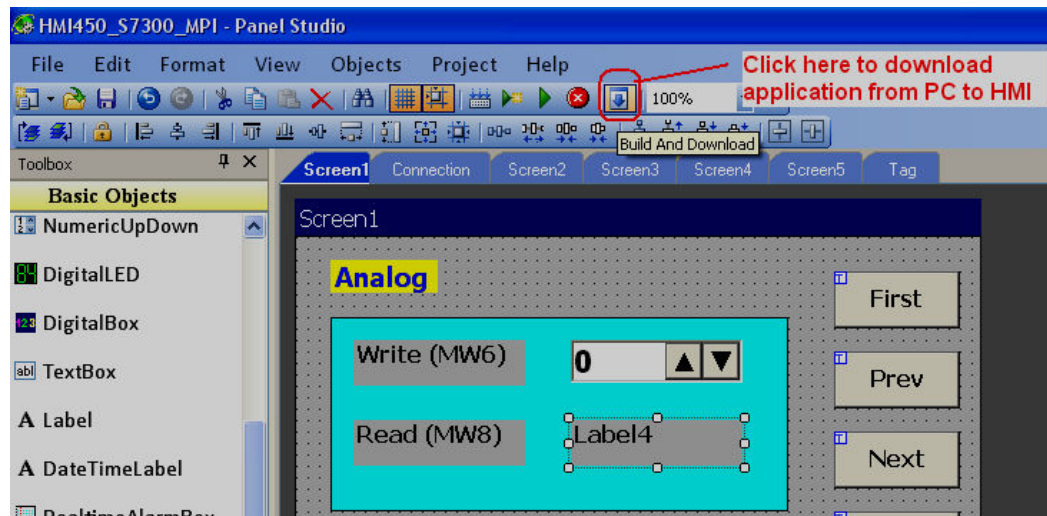 HMI450_S7300_MPI - Panel Studio
File Edit Format View Objects Project Help
Click here to download
application from PC to HMI
100%
Build And Download
Toolbox
Screen1 Connection Screen2 Screen3 Screen4 Screen5 Tag
Basic Objects
NumericUpDown
DigitalLED
DigitalBox
TextBox
Label
DateTimeLabel
RealtimeAlarmBox
Screen1
Analog
Write (MW6) 0
Read (MW8) Label4
First
Prev
Next